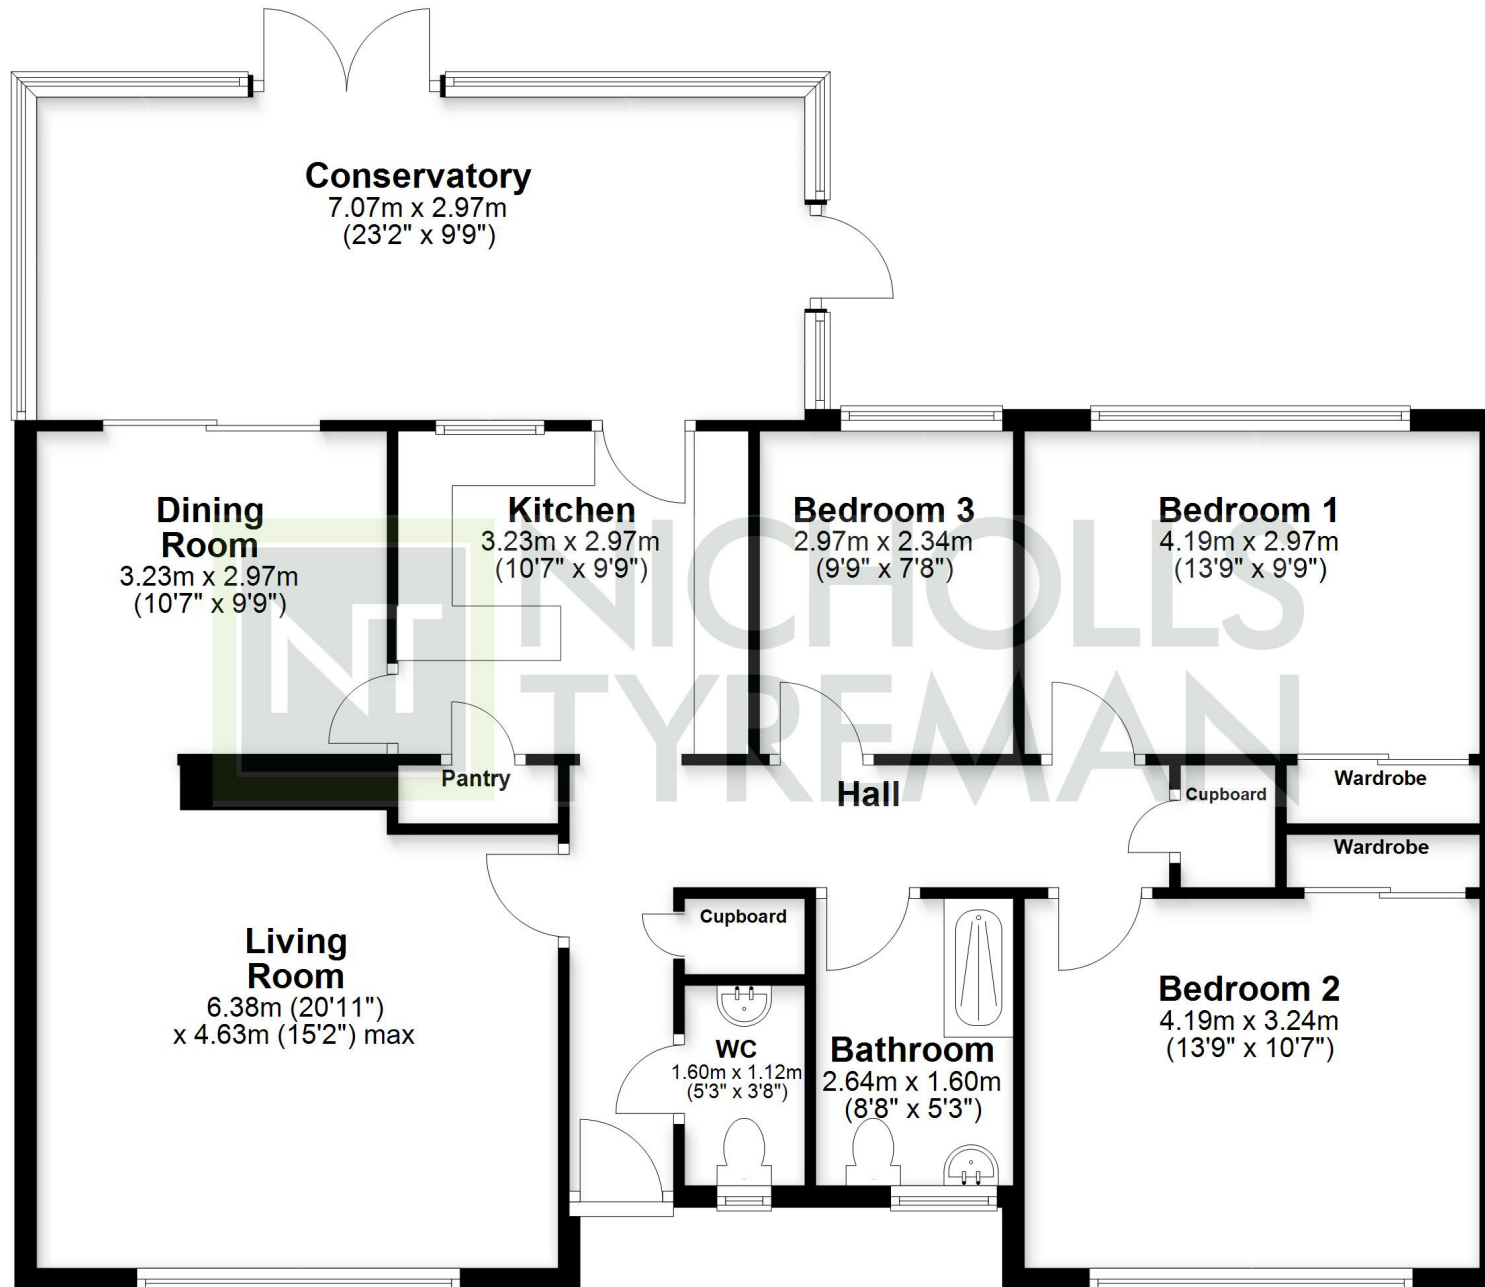 Conservatory
7.07m x 2.97m
(23'2" x 9'9")
Dining
Room
3.23m x 2.97m
(10'7" x 9'9")
Kitchen
3.23m x 2.97m
(10'7" x 9'9")
Bedroom 3
2.97m x 2.34m
(9'9" x 7'8")
Bedroom 1
4.19m x 2.97m
(13'9" x 9'9")
NT
NICHOLLS
TYREMAN
Pantry
Hall
Cupboard
Wardrobe
Wardrobe
Living
Room
6.38m (20'11")
x 4.63m (15'2") max
Cupboard
WC
1.60m x 1.12m
(5'3" x 3'8")
Bathroom
2.64m x 1.60m
(8'8" x 5'3")
Bedroom 2
4.19m x 3.24m
(13'9" x 10'7")